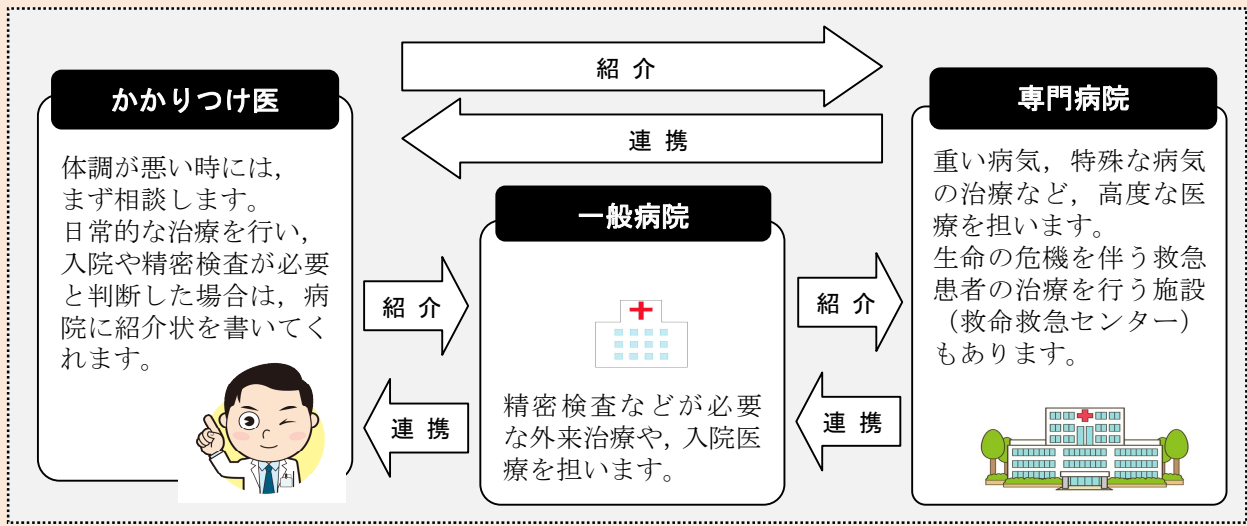 紹介
かかりつけ医
専門病院
連携
体調が悪い時には，
まず相談します。
日常的な治療を行い，
入院や精密検査が必要
と判断した場合は，病
院に紹介状を書いてく
れます。
紹介
連携
一般病院
精密検査などが必要
な外来治療や，入院医
療を担います。
紹介
連携
重い病気，特殊な病気
の治療など，高度な医
療を担います。
生命の危機を伴う救急
患者の治療を行う施設
（救命救急センター）
もあります。